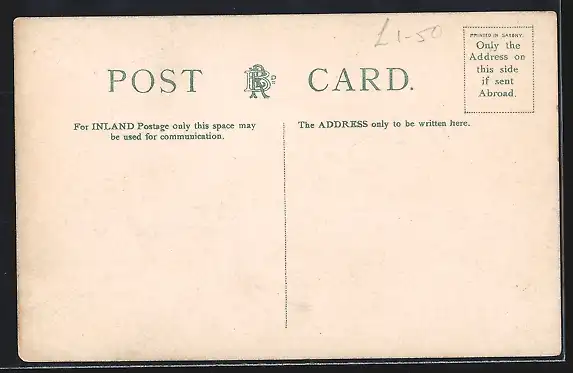 £1-50
PRINTED IN SAXONY.
Only the
Address on
this side
if sent
Abroad.
POST CARD.
For INLAND Postage only this space may
be used for communication.
The ADDRESS only to be written here.